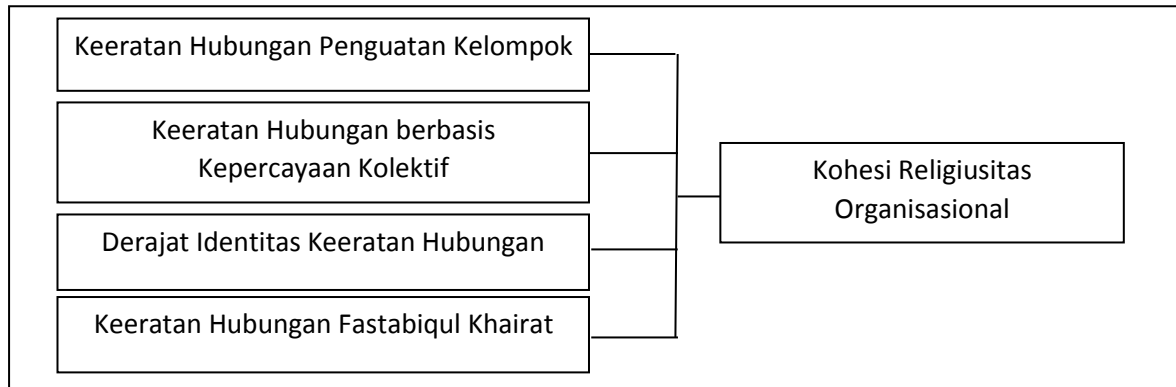 Keeratan Hubungan Penguatan Kelompok
Keeratan Hubungan berbasis
Kepercayaan Kolektif
Derajat Identitas Keeratan Hubungan
Keeratan Hubungan Fastabiqul Khairat
Kohesi Religiusitas
Organisasional